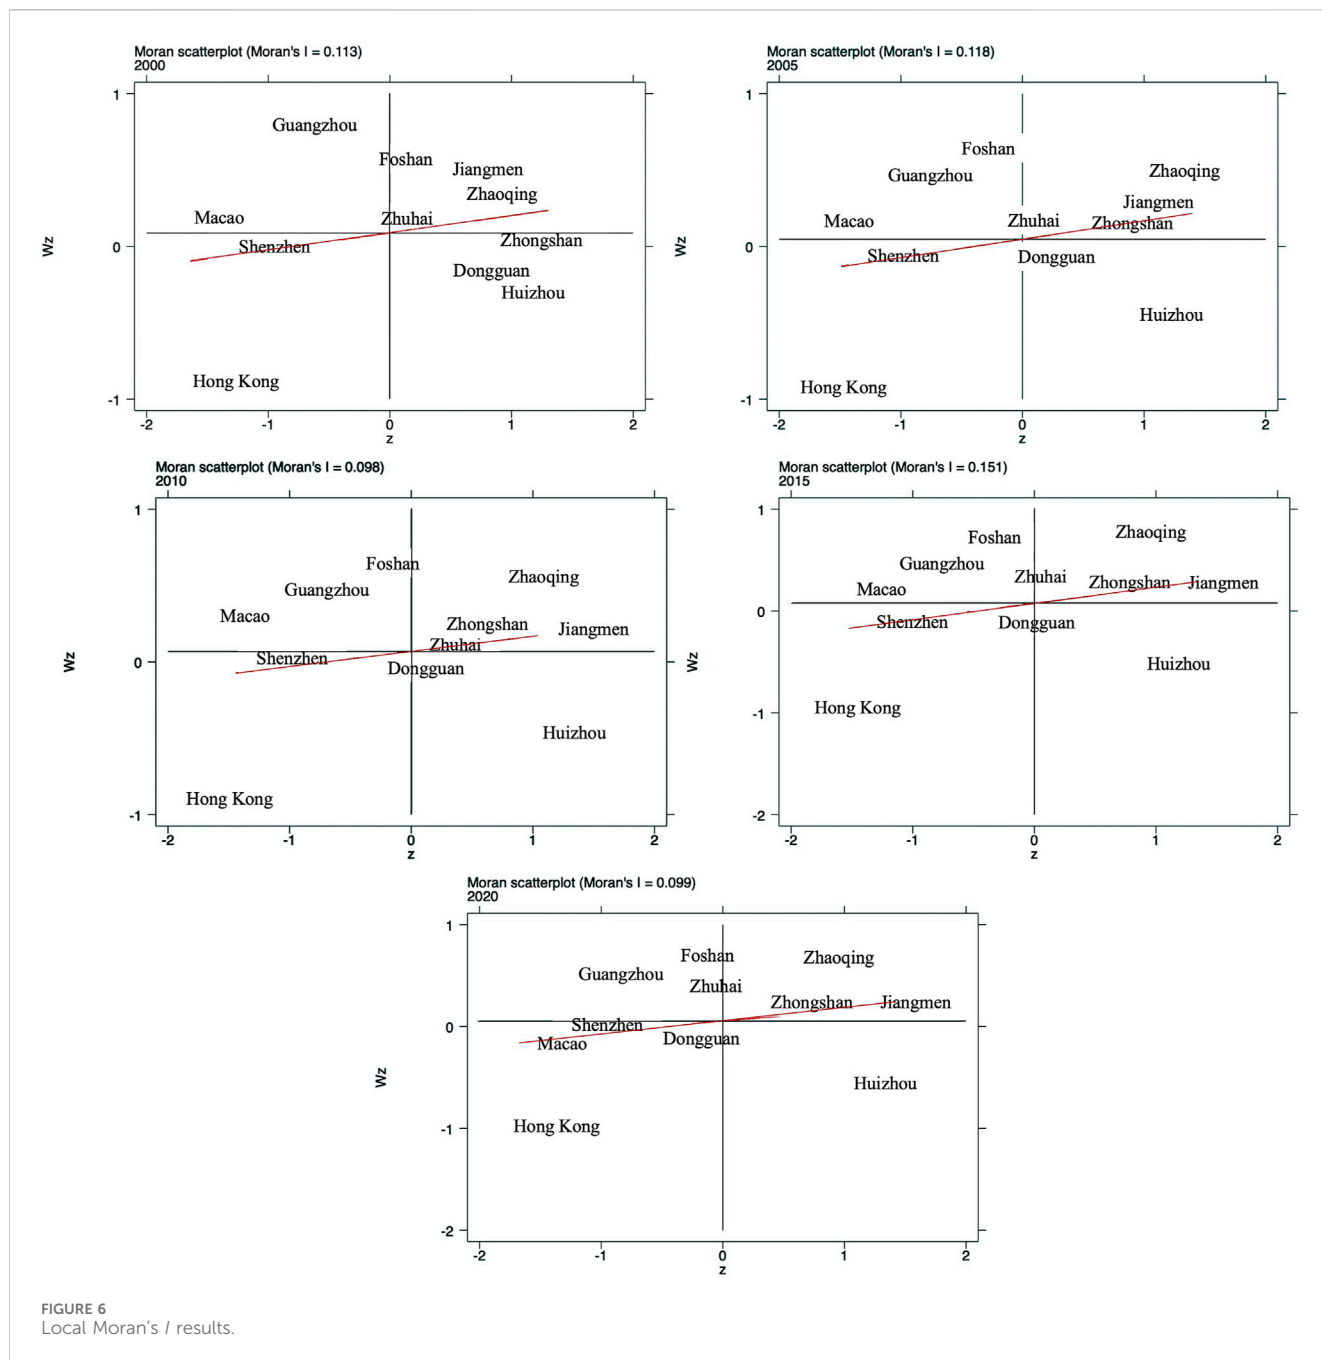 Moran scatterplot (Moran's I = 0.113)
2000
1
0
-1
Wz
Guangzhou
Foshan
Jiangmen
Zhaoqing
Macao
Zhuhai
Shenzhen
Zhongshan
Dongguan
Huizhou
Hong Kong
-2 -1 0 1 2
z
Moran scatterplot (Moran's I = 0.118)
2005
1
0
-1
Wz
Foshan
Zhaoqing
Guangzhou
Jiangmen
Macao
Zhuhai
Zhongshan
Shenzhen
Dongguan
Huizhou
Hong Kong
-2 -1 0 1 2
z
Moran scatterplot (Moran's I = 0.098)
2010
1
0
-1
Wz
Foshan
Zhaoqing
Guangzhou
Macao
Zhongshan
Jiangmen
Zhuhai
Shenzhen
Dongguan
Huizhou
Hong Kong
-2 -1 0 1 2
z
Moran scatterplot (Moran's I = 0.151)
2015
1
0
-1
-2
Wz
Zhaoqing
Foshan
Guangzhou
Zhuhai
Macao
Zhongshan
Jiangmen
Shenzhen
Dongguan
Huizhou
Hong Kong
-2 -1 0 1 2
z
Moran scatterplot (Moran's I = 0.099)
2020
1
0
-1
-2
Wz
Foshan
Zhaoqing
Guangzhou
Zhuhai
Zhongshan
Jiangmen
Shenzhen
Macao
Dongguan
Huizhou
Hong Kong
-2 -1 0 1 2
z
FIGURE 6
Local Moran's I results.